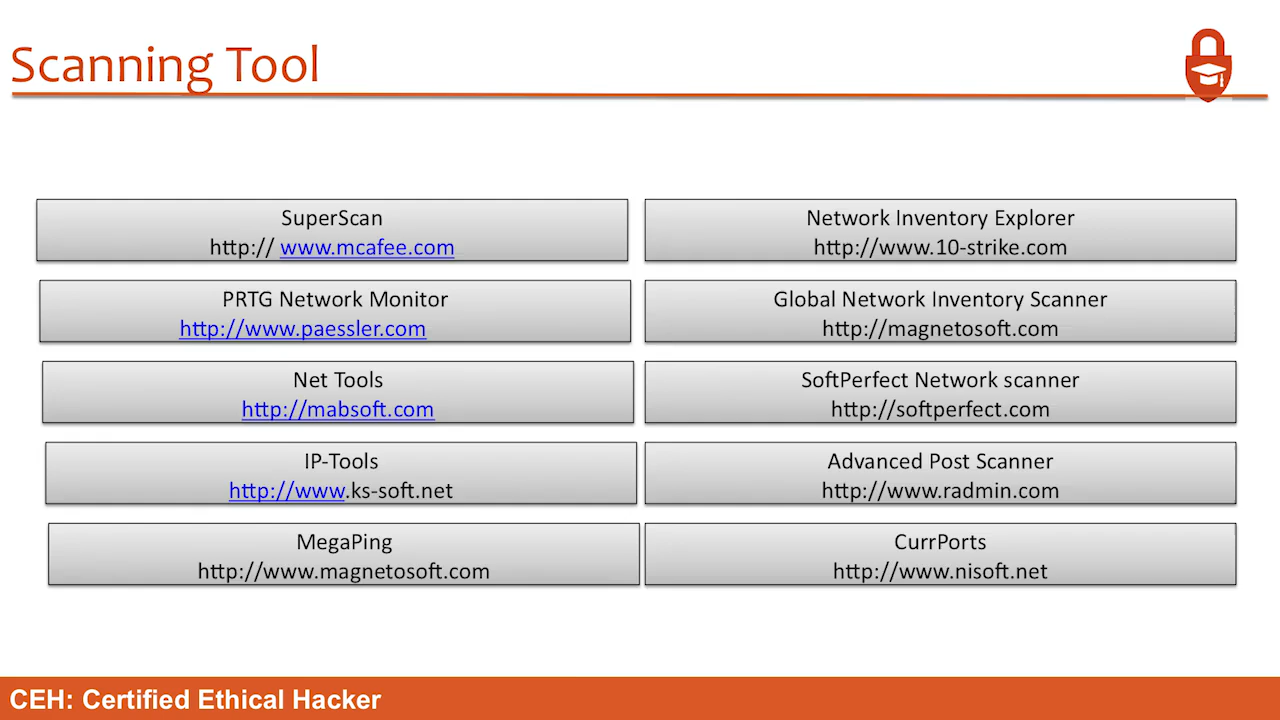 Scanning Tool
SuperScan
http:// www.mcafee.com
Network Inventory Explorer
http://www.10-strike.com
PRTG Network Monitor
http://www.paessler.com
Global Network Inventory Scanner
http://magnetosoft.com
Net Tools
http://mabsoft.com
SoftPerfect Network scanner
http://softperfect.com
IP-Tools
http://www.ks-soft.net
Advanced Post Scanner
http://www.radmin.com
MegaPing
http://www.magnetosoft.com
CurrPorts
http://www.nisoft.net
CEH: Certified Ethical Hacker